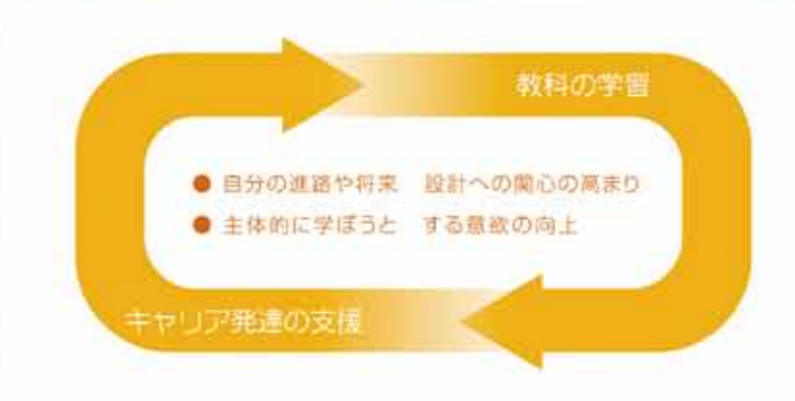 教科の学習
● 自分の進路や将来　設計への関心の高まり
● 主体的に学ぼうと　する意欲の向上
キャリア発達の支援